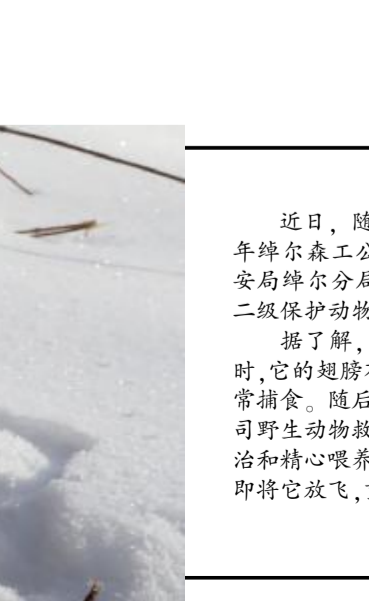 近日，随
年绰尔森工公
安局绰尔分局
二级保护动物
据了解，
时，它的翅膀
常捕食。随后
司野生动物救
治和精心喂养
即将它放飞，